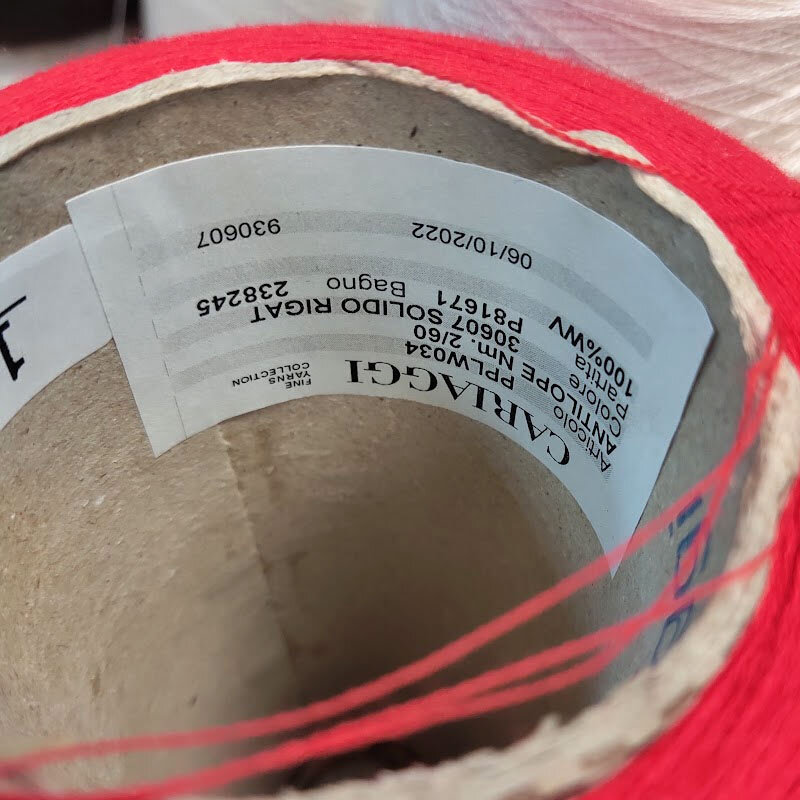 CARIAGGI FINE YARNS COLLECTION
Articolo PPLW034
ANTILOPE Nm. 2/60
Colore 30607 SOLIDO RIGAT
Partita P81671 Bagno 238245
100%WV
06/10/2022 930607
1